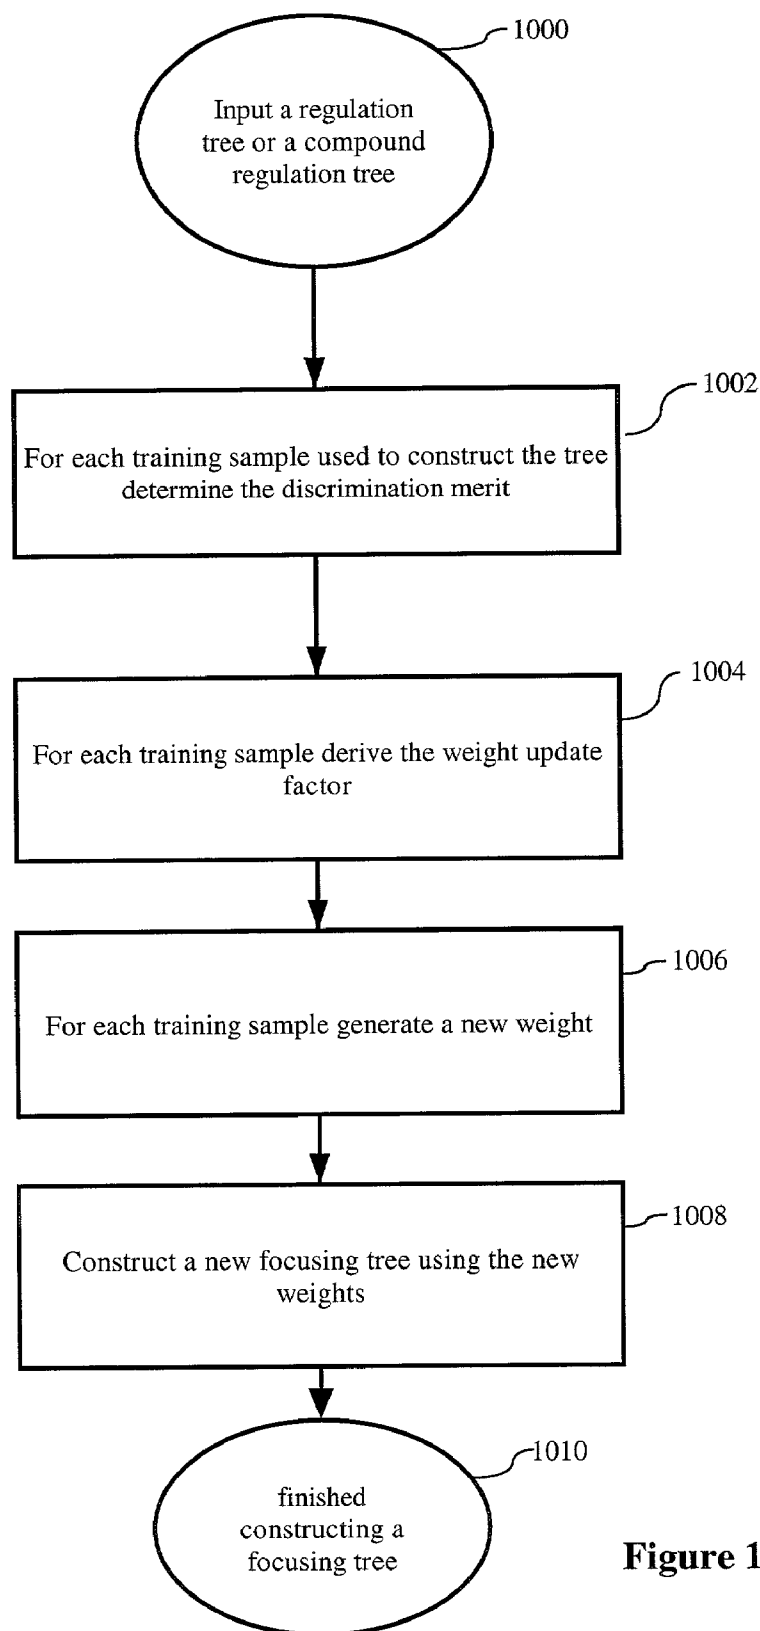 1000
Input a regulation
tree or a compound
regulation tree
1002
For each training sample used to construct the tree
determine the discrimination merit
1004
For each training sample derive the weight update
factor
1006
For each training sample generate a new weight
1008
Construct a new focusing tree using the new
weights
1010
finished
constructing a
focusing tree
Figure 1